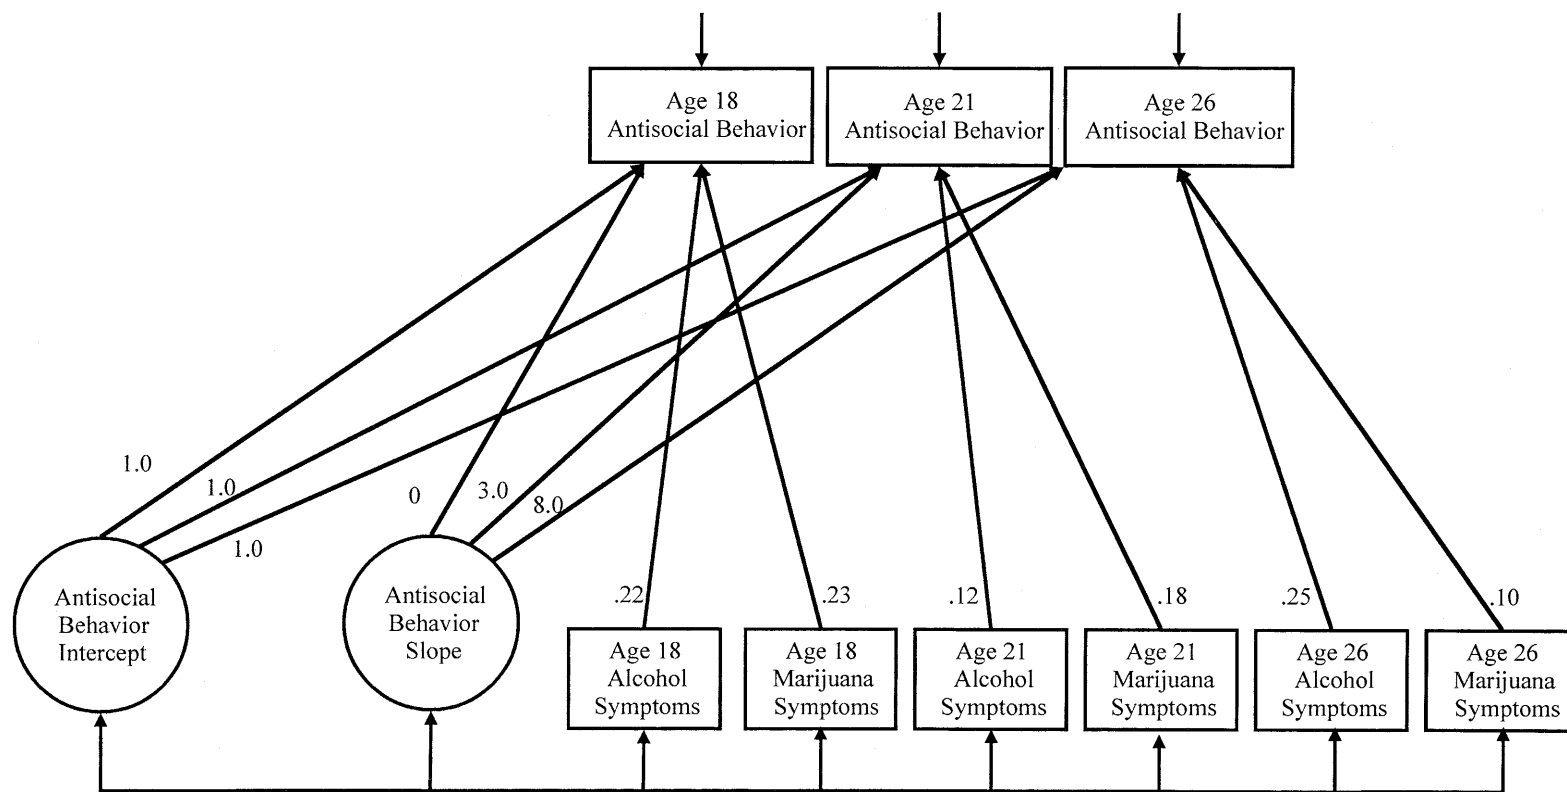 Age 18
Antisocial Behavior
Age 21
Antisocial Behavior
Age 26
Antisocial Behavior
1.0
1.0
1.0
0
3.0
8.0
.22
.23
.12
.18
.25
.10
Antisocial
Behavior
Intercept
Antisocial
Behavior
Slope
Age 18
Alcohol
Symptoms
Age 18
Marijuana
Symptoms
Age 21
Alcohol
Symptoms
Age 21
Marijuana
Symptoms
Age 26
Alcohol
Symptoms
Age 26
Marijuana
Symptoms